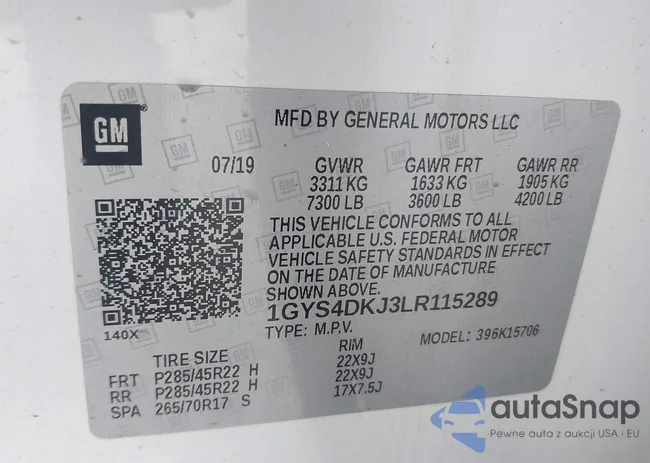 GM
MFD BY GENERAL MOTORS LLC
07/19 GVWR GAWR FRT GAWR RR
3311 KG 1633 KG 1905 KG
7300 LB 3600 LB 4200 LB
THIS VEHICLE CONFORMS TO ALL
APPLICABLE U.S. FEDERAL MOTOR
VEHICLE SAFETY STANDARDS IN EFFECT
ON THE DATE OF MANUFACTURE
SHOWN ABOVE.
1GYS4DKJ3LR115289
140X
TYPE: M.P.V. MODEL: 396K15706
TIRE SIZE RIM
FRT P285/45R22 H 22X9J
RR P285/45R22 H 22X9J
SPA 265/70R17 S 17X7.5J
autaSnap
Pewne auta z aukcji USA i EU